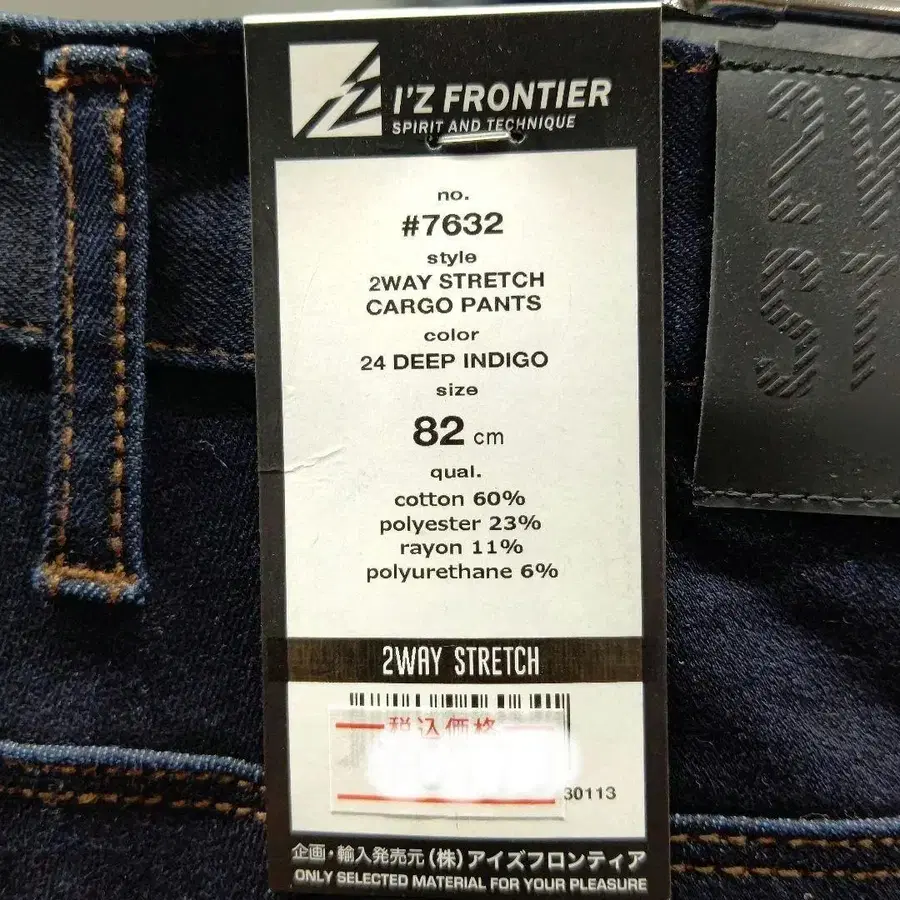 I'Z FRONTIER
SPIRIT AND TECHNIQUE
no.
#7632
style
2WAY STRETCH
CARGO PANTS
color
24 DEEP INDIGO
size
82 cm
qual.
cotton 60%
polyester 23%
rayon 11%
polyurethane 6%
2WAY STRETCH
税込価格
30113
企画・輸入発売元(株)アイズフロンティア
ONLY SELECTED MATERIAL FOR YOUR PLEASURE